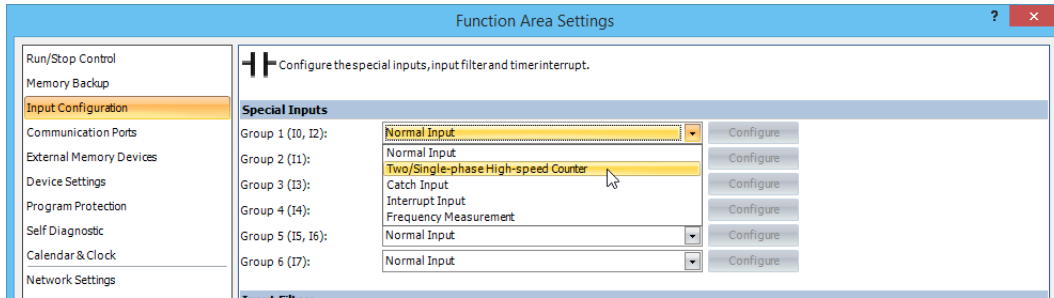 Function Area Settings
?
Run/Stop Control
Memory Backup
Input Configuration
Communication Ports
External Memory Devices
Device Settings
Program Protection
Self Diagnostic
Calendar & Clock
Network Settings
Configure the special inputs, input filter and timer interrupt.
Special Inputs
Group 1 (I0, I2): Normal Input Configure
Normal Input
Group 2 (I1): Configure
Two/Single-phase High-speed Counter
Group 3 (I3): Catch Input Configure
Interrupt Input
Group 4 (I4): Configure
Frequency Measurement
Group 5 (I5, I6): Normal Input Configure
Group 6 (I7): Normal Input Configure
Input Filters